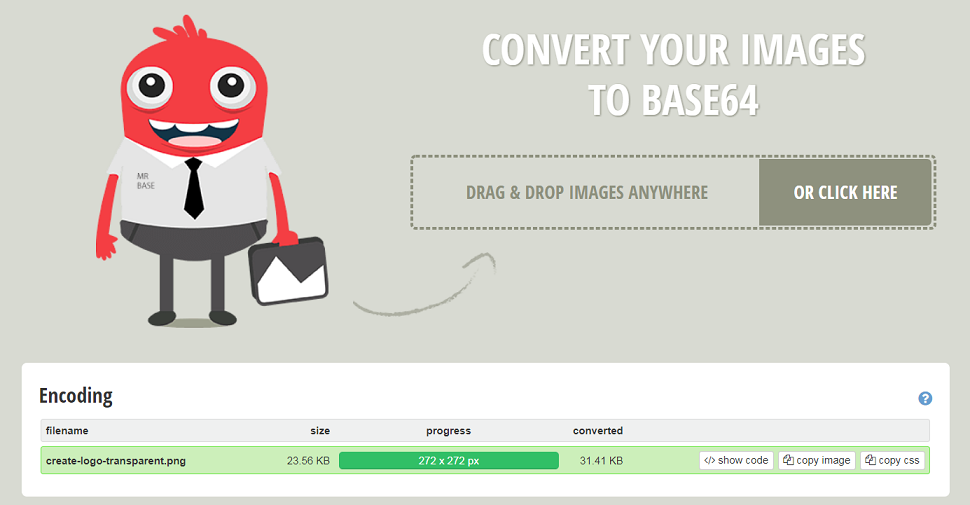 CONVERT YOUR IMAGES
TO BASE64
MR
BASE
DRAG & DROP IMAGES ANYWHERE
OR CLICK HERE
Encoding
?
filename size progress converted
create-logo-transparent.png 23.56 KB 272 x 272 px 31.41 KB </> show code copy image copy css